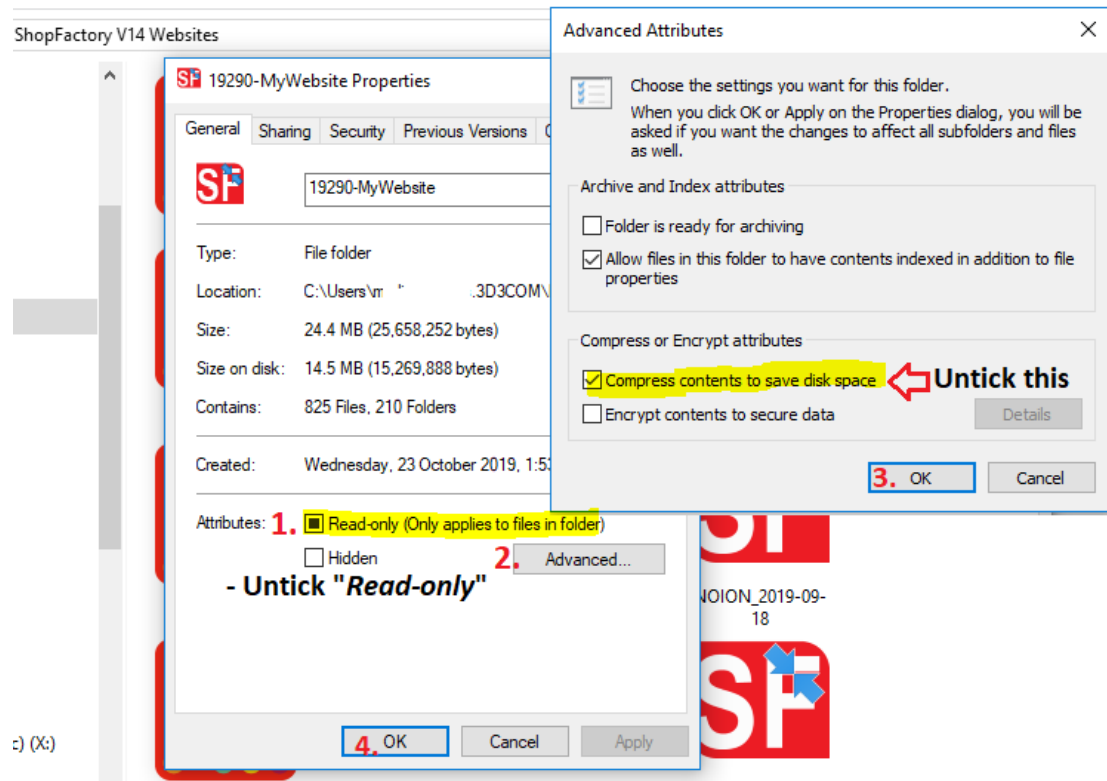 ShopFactory V14 Websites
19290-MyWebsite Properties
General Sharing Security Previous Versions
SF
19290-MyWebsite
Type: File folder
Location: C:\Users\ .3D3COM\
Size: 24.4 MB (25,658,252 bytes)
Size on disk: 14.5 MB (15,269,888 bytes)
Contains: 825 Files, 210 Folders
Created: Wednesday, 23 October 2019, 1:53
Attributes: 1. Read-only (Only applies to files in folder)
Hidden
2. Advanced...
- Untick "Read-only"
4. OK Cancel Apply
Advanced Attributes
Choose the settings you want for this folder.
When you click OK or Apply on the Properties dialog, you will be
asked if you want the changes to affect all subfolders and files
as well.
Archive and Index attributes
Folder is ready for archiving
Allow files in this folder to have contents indexed in addition to file
properties
Compress or Encrypt attributes
Compress contents to save disk space Untick this
Encrypt contents to secure data Details
3. OK Cancel
NOION_2019-09-
18
SF
c) (X:)